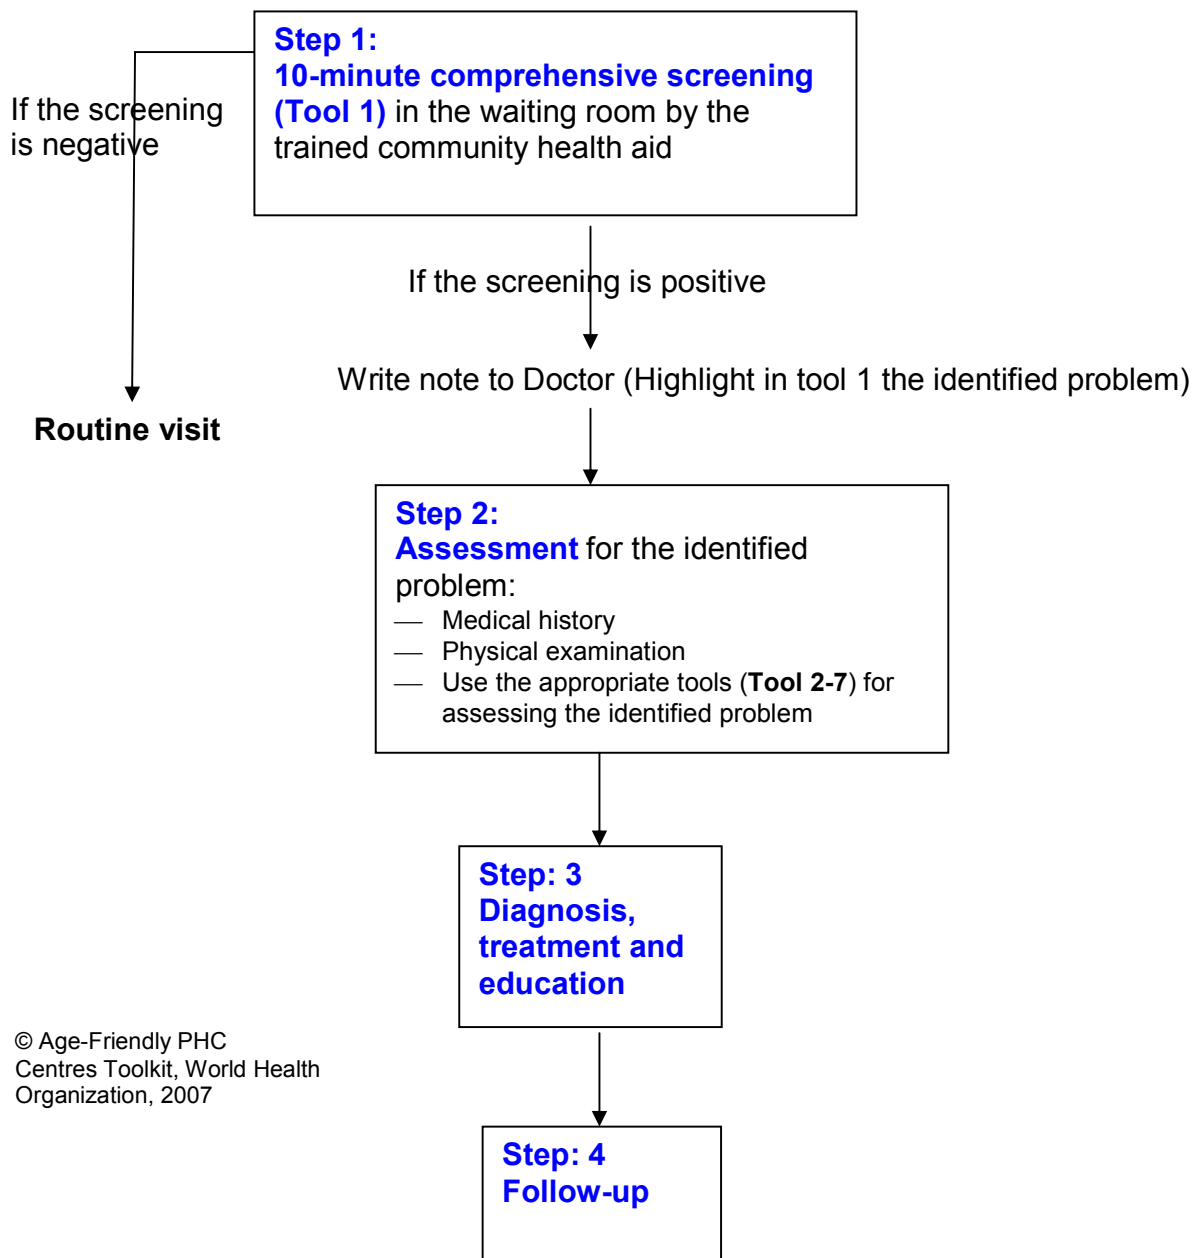 Step 1:
10-minute comprehensive screening
(Tool 1) in the waiting room by the
trained community health aid
If the screening
is negative
If the screening is positive
Write note to Doctor (Highlight in tool 1 the identified problem)
Routine visit
Step 2:
Assessment for the identified
problem:
— Medical history
— Physical examination
— Use the appropriate tools (Tool 2-7) for
assessing the identified problem
Step: 3
Diagnosis,
treatment and
education
© Age-Friendly PHC
Centres Toolkit, World Health
Organization, 2007
Step: 4
Follow-up